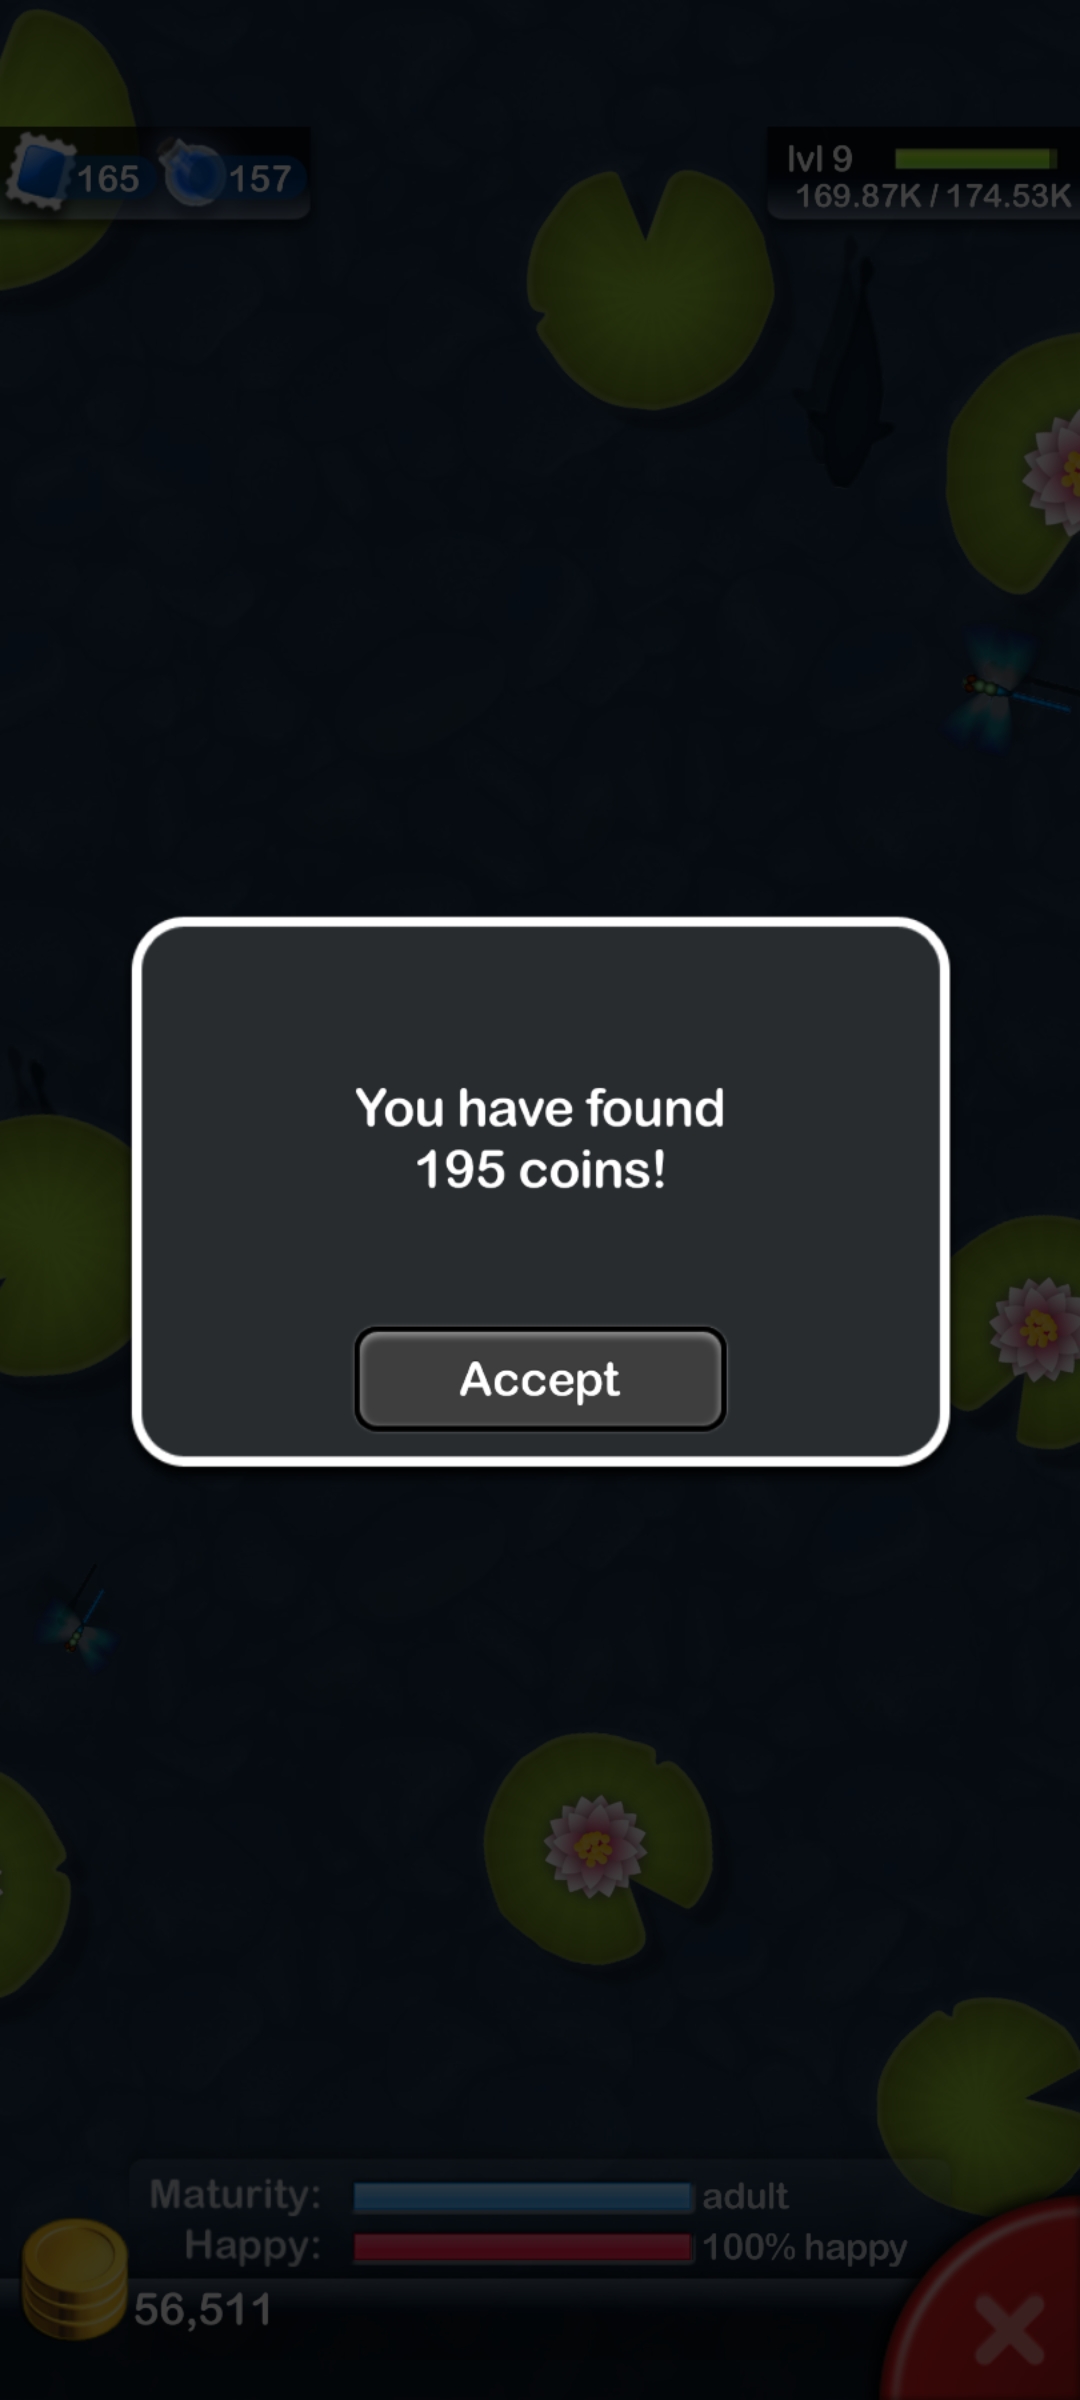 165 157
lvl 9
169.87K / 174.53K
You have found
195 coins!
Accept
Maturity: adult
Happy: 100% happy
56,511